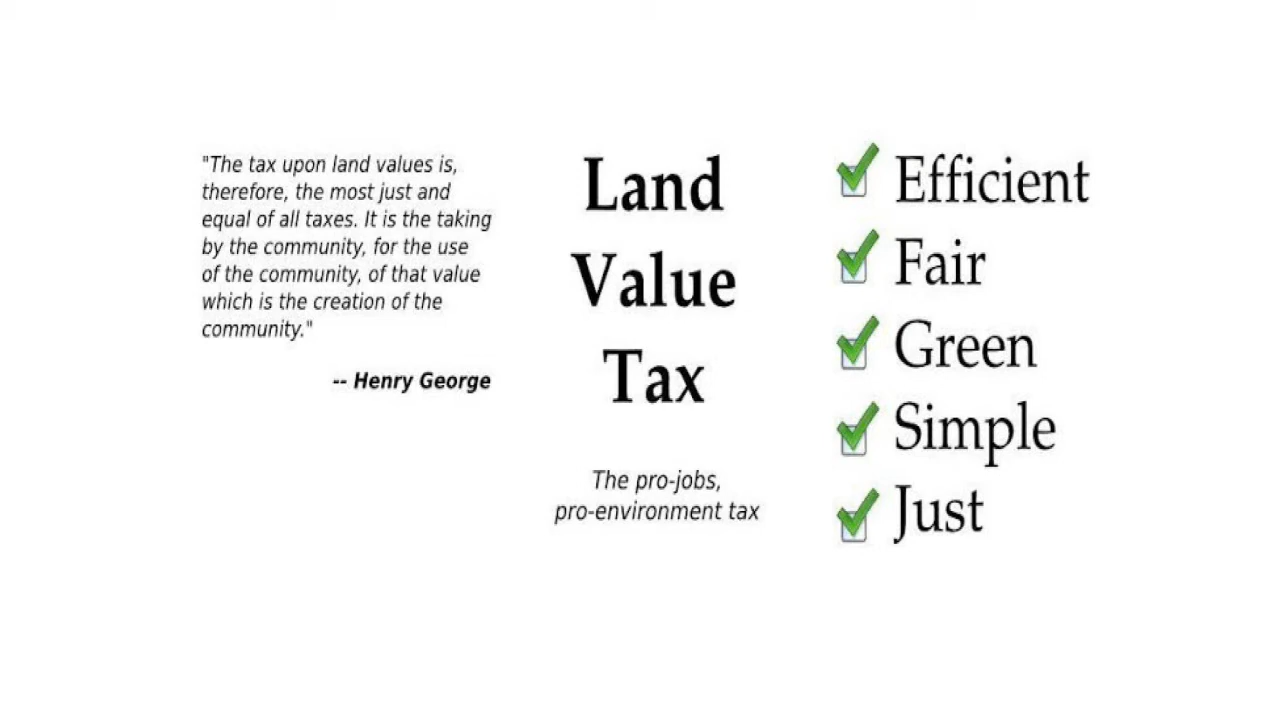 "The tax upon land values is,
therefore, the most just and
equal of all taxes. It is the taking
by the community, for the use
of the community, of that value
which is the creation of the
community."
-- Henry George
Land
Value
Tax
The pro-jobs,
pro-environment tax
Efficient
Fair
Green
Simple
Just